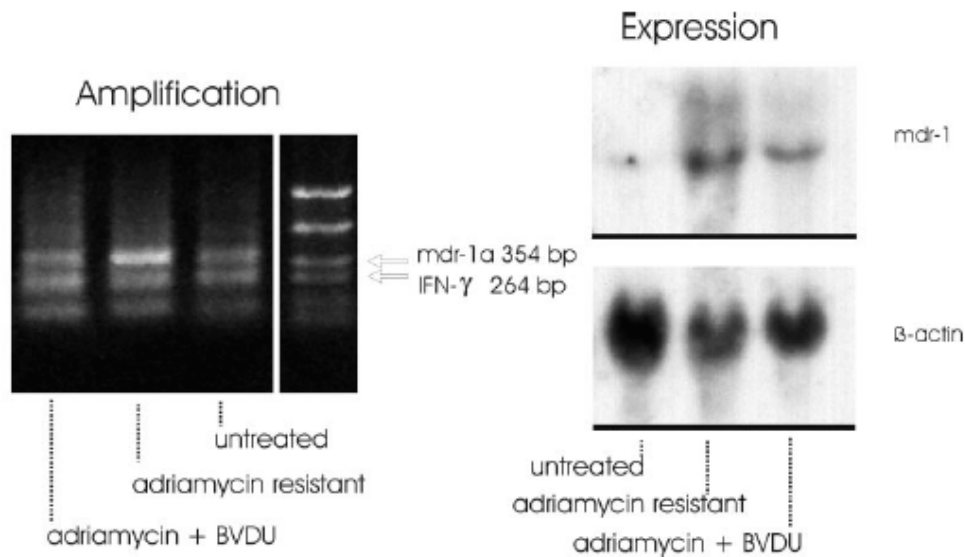 Expression
Amplification
mdr-1
mdr-1a 354 bp
IFN-γ 264 bp
ß-actin
untreated
adriamycin resistant
adriamycin + BVDU
untreated
adriamycin resistant
adriamycin + BVDU